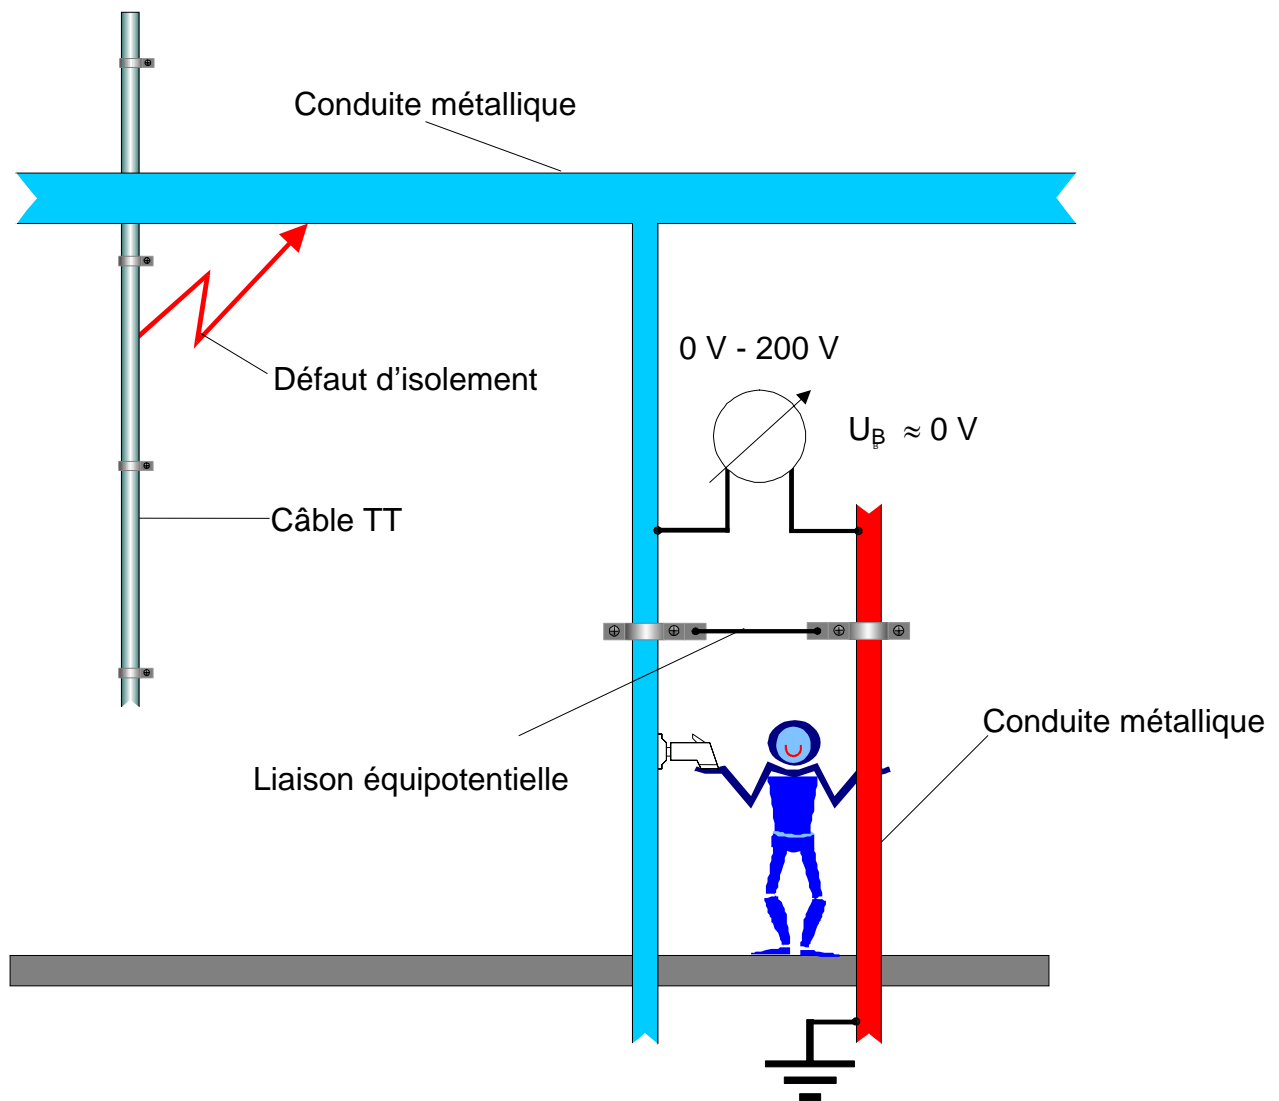 Conduite métallique
0 V - 200 V
Défaut d'isolement
U_B ≈ 0 V
Câble TT
Conduite métallique
Liaison équipotentielle